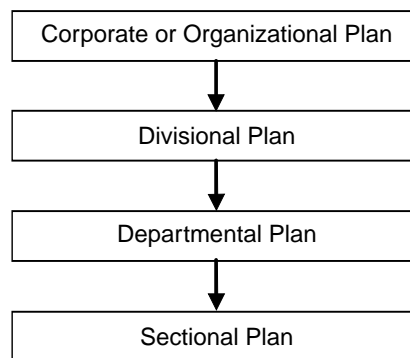 Corporate or Organizational Plan
Divisional Plan
Departmental Plan
Sectional Plan